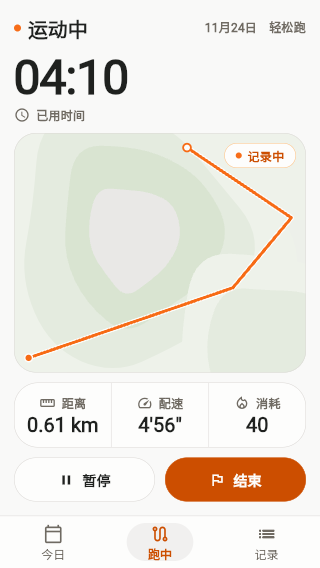 运动中
11月24日 轻松跑
04:10
已用时间
记录中
距离
0.61 km
配速
4'56"
消耗
40
暂停
结束
今日
跑中
记录